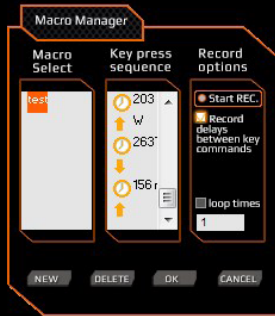 Macro Manager
Macro Select
Key press sequence
Record options
test
203
W
263
156
Start REC.
Record delays between key commands
loop times
1
NEW
DELETE
OK
CANCEL